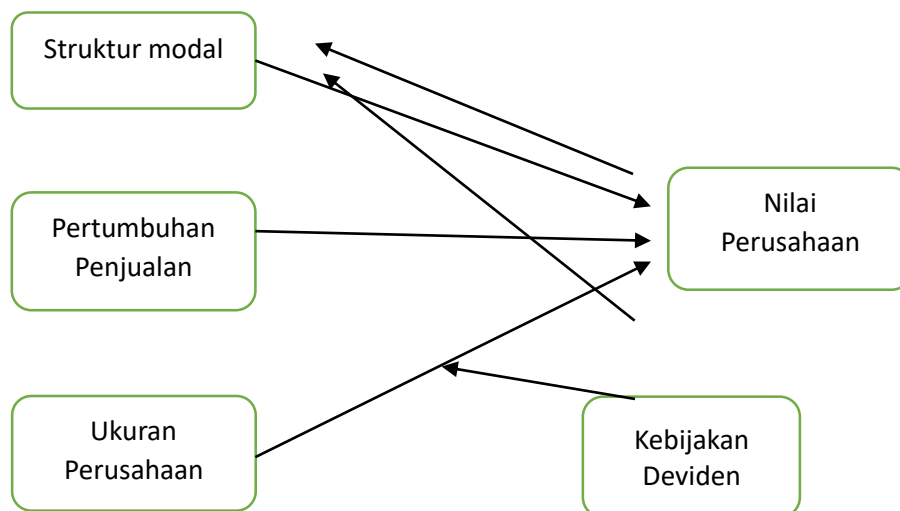 Struktur modal
Pertumbuhan
Penjualan
Ukuran
Perusahaan
Nilai
Perusahaan
Kebijakan
Deviden